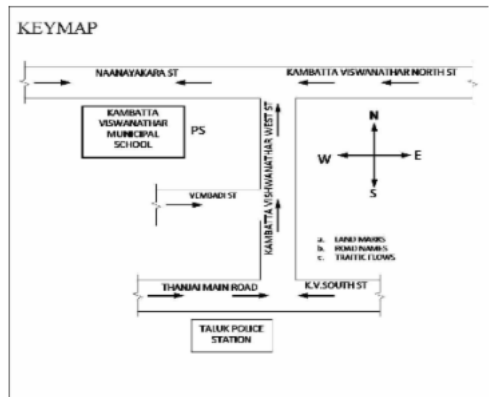 KEYMAP
NAANAYAKARA ST
KAMBATTA VISWANATHAR NORTH ST
KAMBATTA
VISWANATHAR
MUNICIPAL
SCHOOL
PS
KAMBATTA VISHWANATHAR WEST ST
N
W
E
S
VEMBADI ST
a. LAND MARKS
b. ROAD NAMES
c. TRAFFIC FLOWS
THANJAI MAIN ROAD
K.V.SOUTH ST
TALUK POLICE
STATION